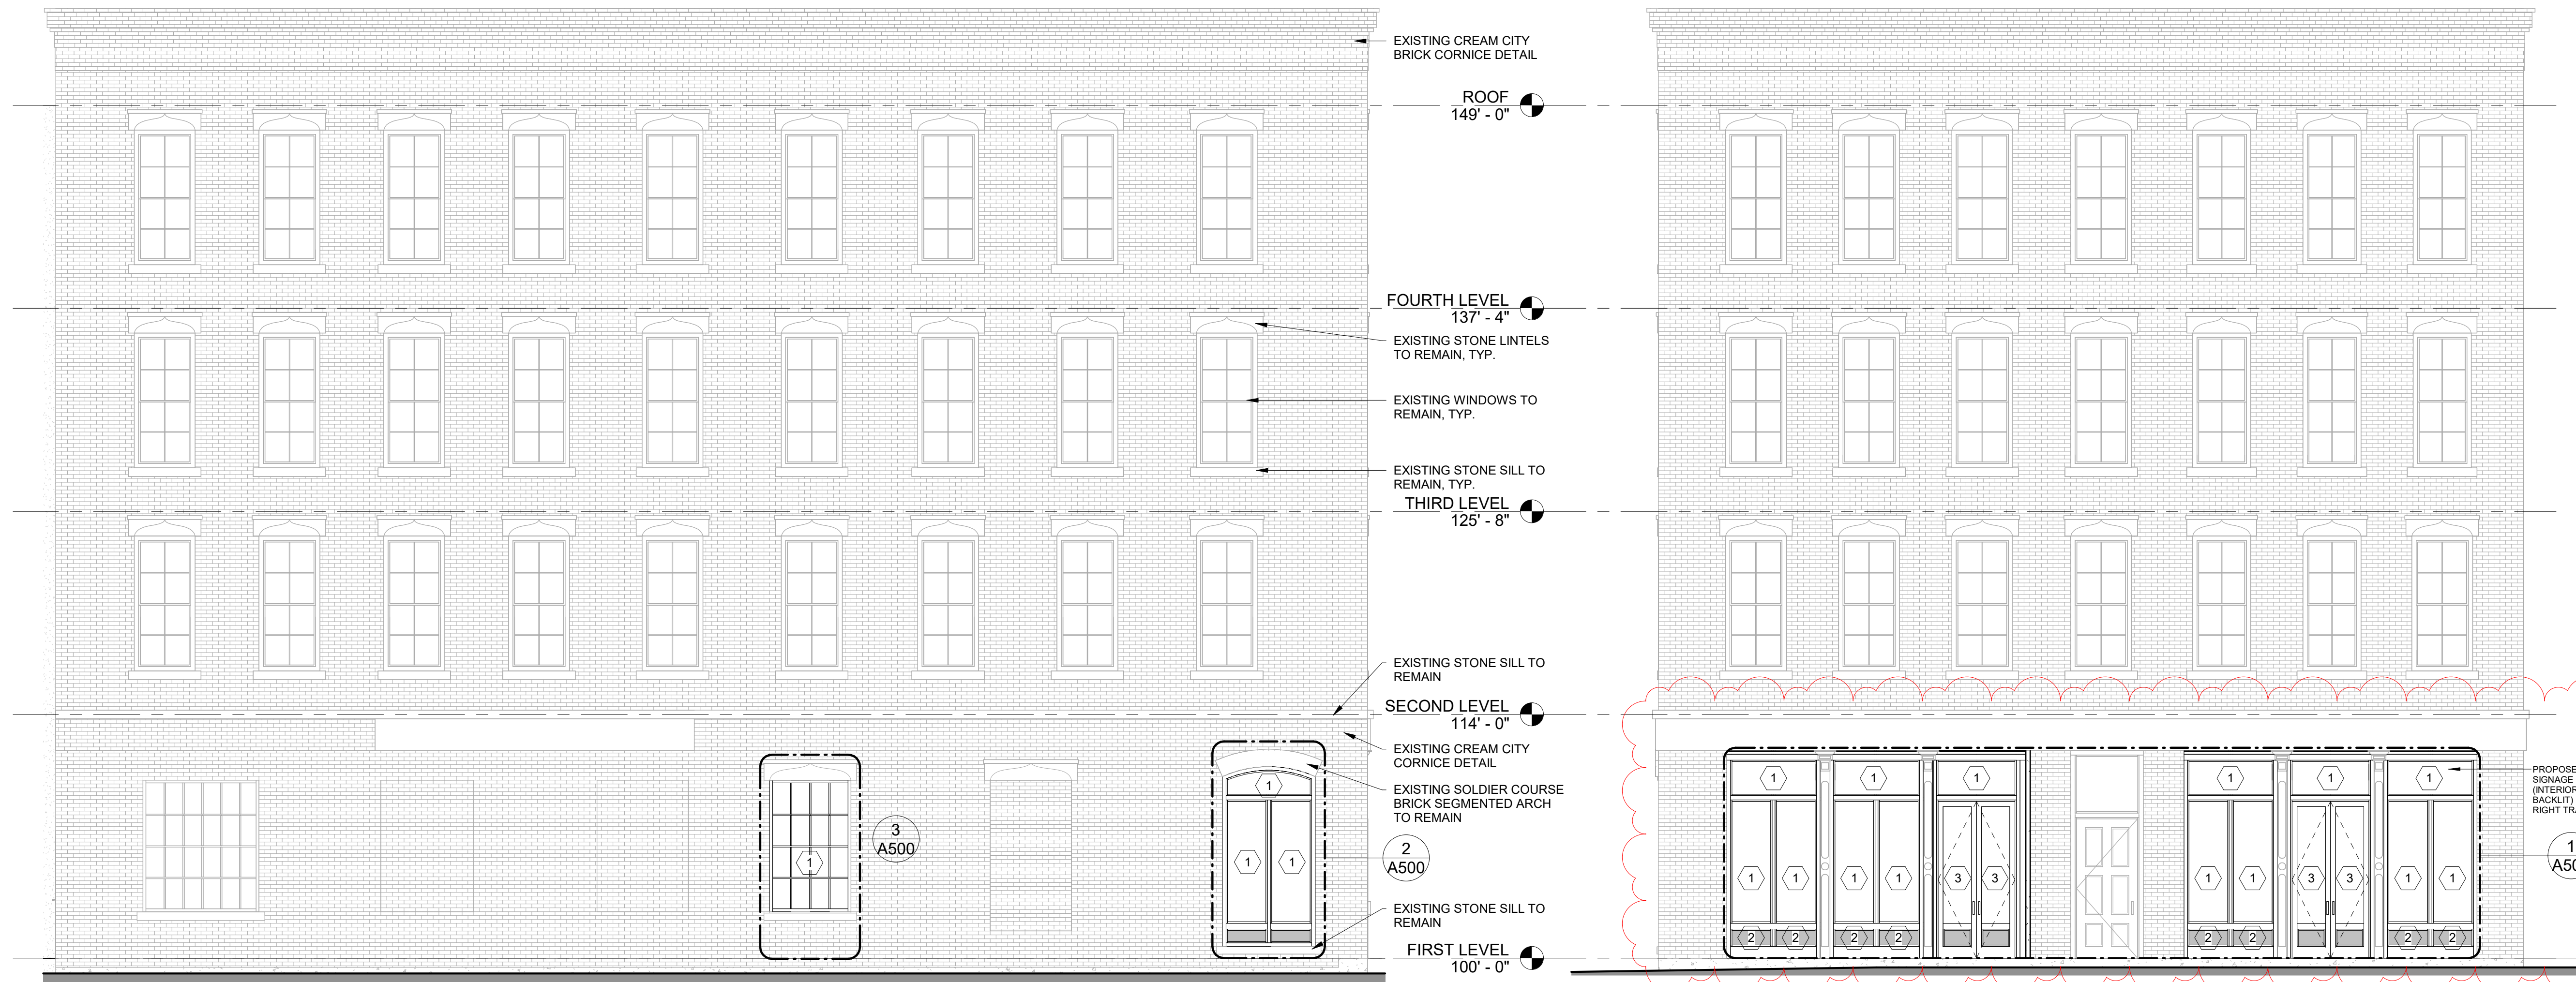 EXISTING CREAM CITY
BRICK CORNICE DETAIL
ROOF
149' - 0"
FOURTH LEVEL
137' - 4"
EXISTING STONE LINTELS
TO REMAIN, TYP.
EXISTING WINDOWS TO
REMAIN, TYP.
EXISTING STONE SILL TO
REMAIN, TYP.
THIRD LEVEL
125' - 8"
EXISTING STONE SILL TO
REMAIN
SECOND LEVEL
114' - 0"
EXISTING CREAM CITY
CORNICE DETAIL
EXISTING SOLDIER COURSE
BRICK SEGMENTED ARCH
TO REMAIN
3
A500
2
A500
EXISTING STONE SILL TO
REMAIN
FIRST LEVEL
100' - 0"
1
1
1 1
1 1 1 1 1 1
SIGNAGE
BACKLIT)
RIGHT
1
1 1 1 1 3 3 1 1 3 3 1 1
2 2 2 2 2 2 2 2